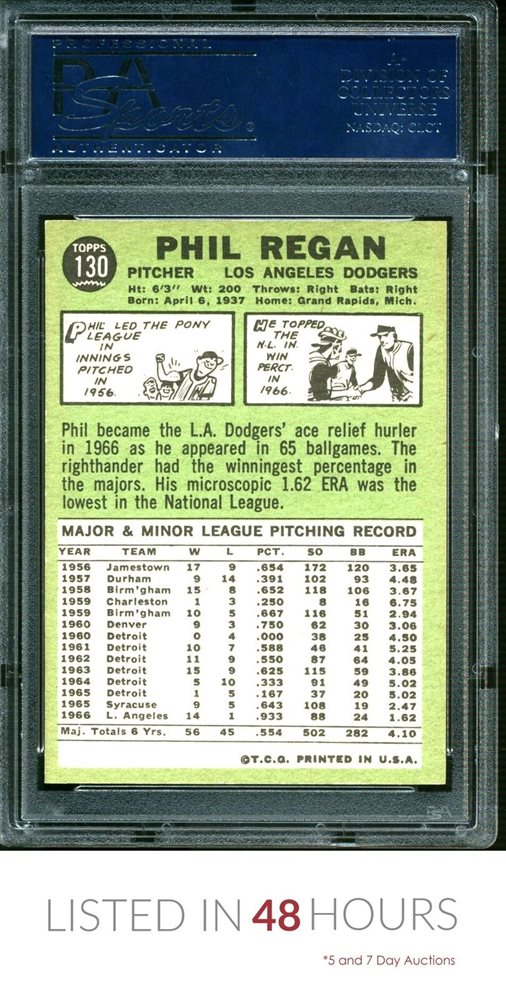 PROFESSIONAL
PSA
Sports®
AUTHENTICATOR
A
DIVISION OF
COLLECTORS
UNIVERSE
NASDAQ: CLCT
TOPPS
130
PHIL REGAN
PITCHER LOS ANGELES DODGERS
Ht: 6'3" Wt: 200 Throws: Right Bats: Right
Born: April 6, 1937 Home: Grand Rapids, Mich.
PHIL LED THE PONY
LEAGUE
IN
INNINGS
PITCHED
IN
1956.
HE TOPPED
THE
N.L. IN
WIN
PERCT.
IN
1966.
Phil became the L.A. Dodgers' ace relief hurler
in 1966 as he appeared in 65 ballgames. The
righthander had the winningest percentage in
the majors. His microscopic 1.62 ERA was the
lowest in the National League.
MAJOR & MINOR LEAGUE PITCHING RECORD
YEAR TEAM W L PCT. SO BB ERA
1956 Jamestown 17 9 .654 172 120 3.65
1957 Durham 9 14 .391 102 93 4.48
1958 Birm'gham 15 8 .652 118 106 3.67
1959 Charleston 1 3 .250 8 16 6.75
1959 Birm'gham 10 5 .667 116 51 2.94
1960 Denver 9 3 .750 62 30 3.06
1960 Detroit 0 4 .000 38 25 4.50
1961 Detroit 10 7 .588 46 41 5.25
1962 Detroit 11 9 .550 87 64 4.05
1963 Detroit 15 9 .625 115 59 3.86
1964 Detroit 5 10 .333 91 49 5.02
1965 Detroit 1 5 .167 37 20 5.02
1965 Syracuse 9 5 .643 108 19 2.47
1966 L. Angeles 14 1 .933 88 24 1.62
Maj. Totals 6 Yrs. 56 45 .554 502 282 4.10
©T.C.G. PRINTED IN U.S.A.
LISTED IN 48 HOURS
*5 and 7 Day Auctions